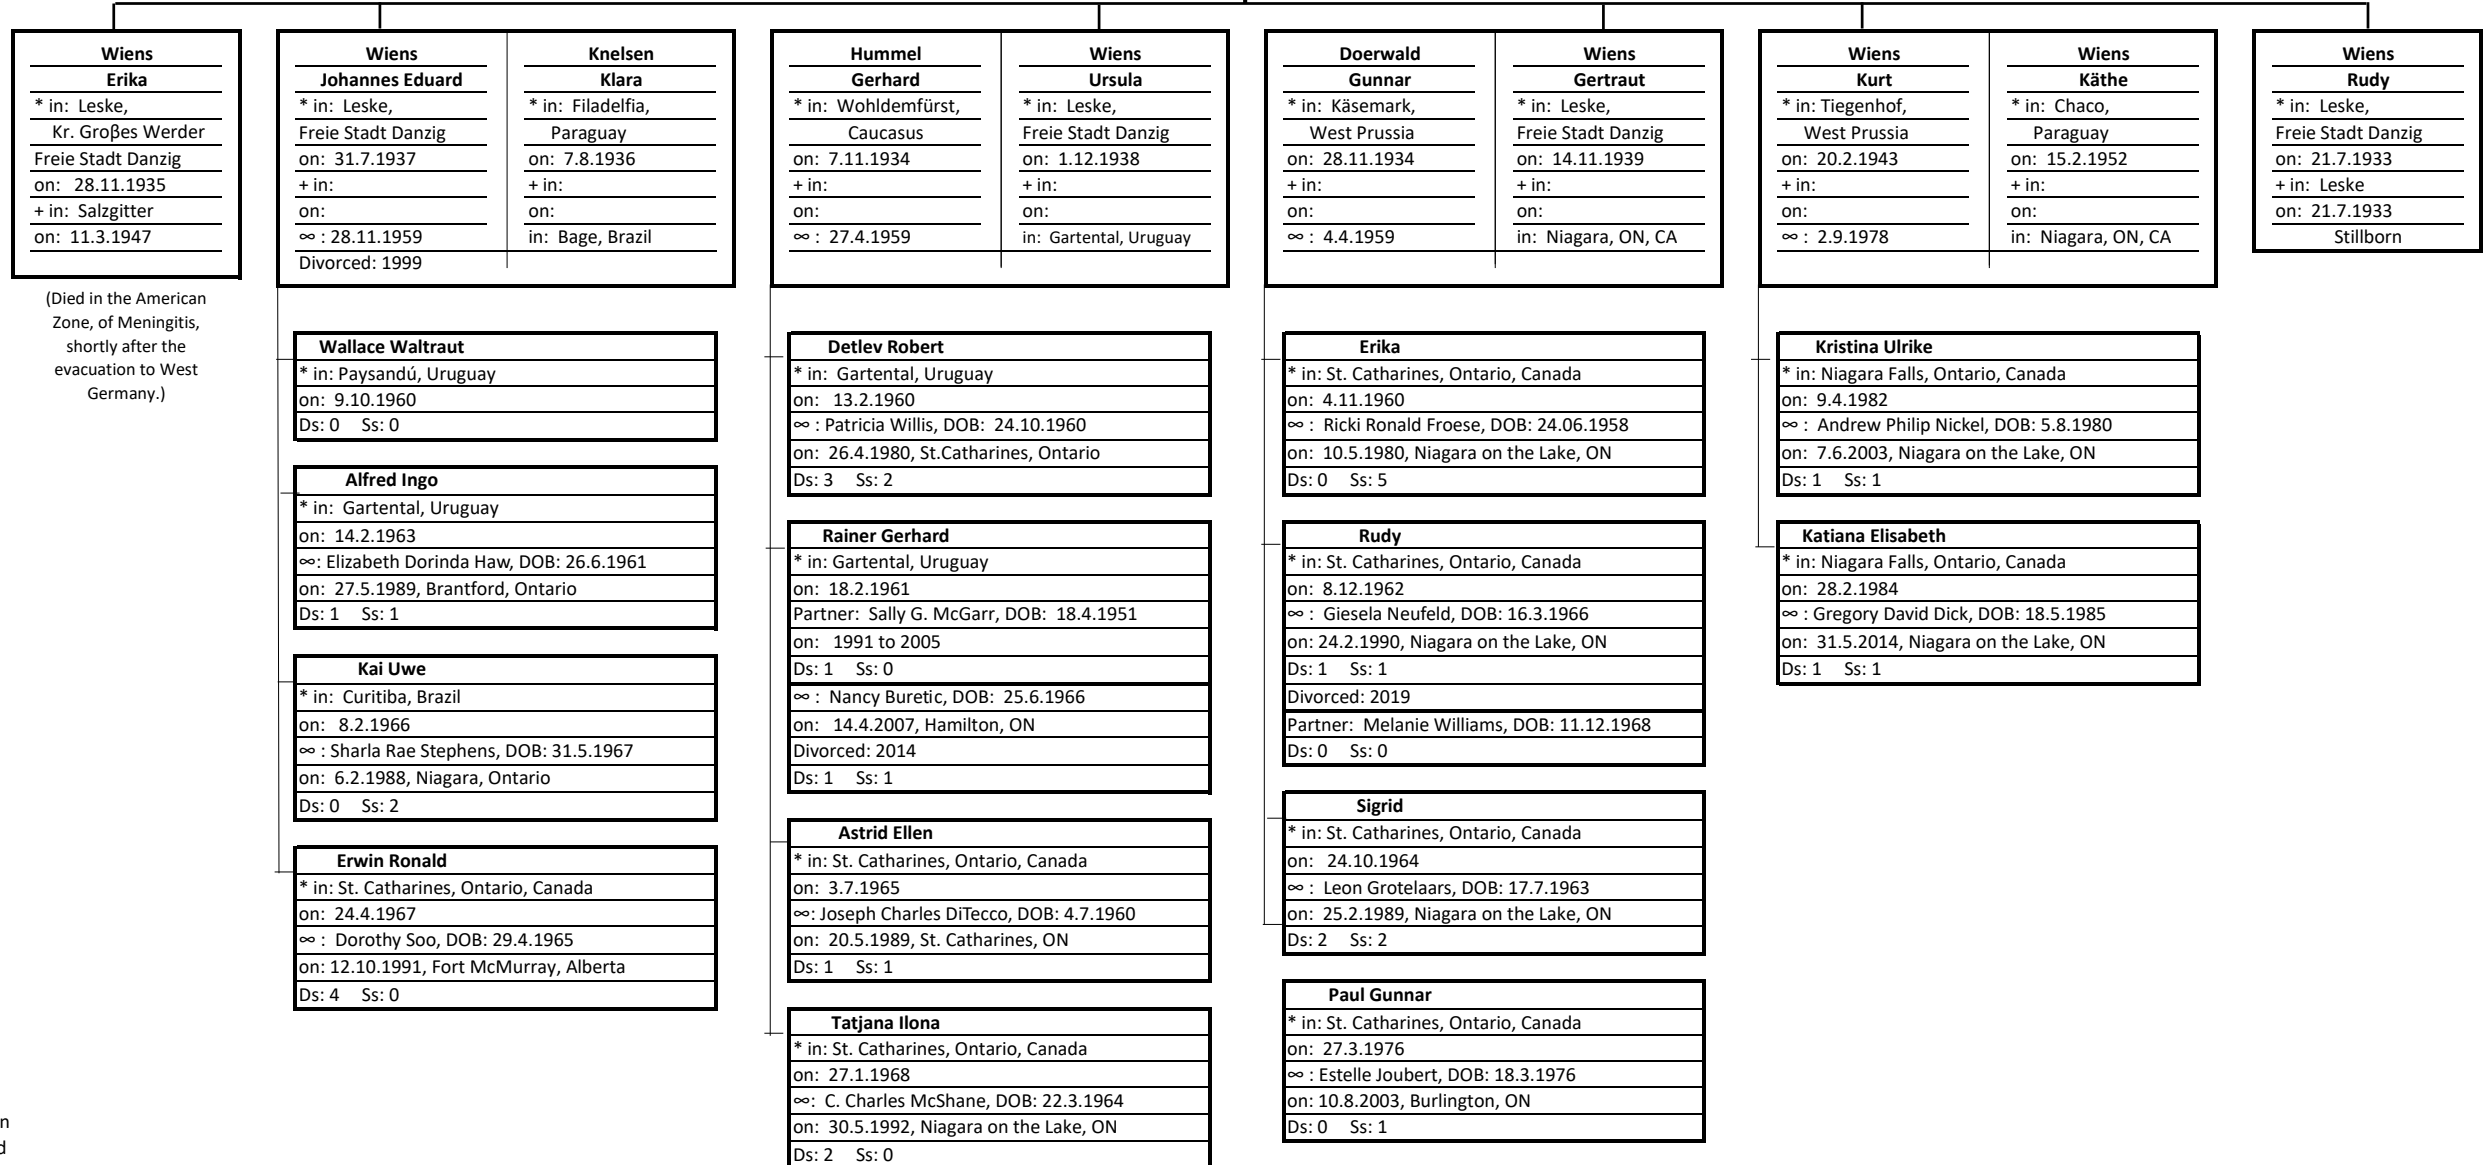 Wiens
Erika
* in: Leske,
Kr. Groβes Werder
Freie Stadt Danzig
on: 28.11.1935
+ in: Salzgitter
on: 11.3.1947
(Died in the American
Zone, of Meningitis,
shortly after the
evacuation to West
Germany.)
Wiens
Johannes Eduard
* in: Leske,
Freie Stadt Danzig
on: 31.7.1937
+ in:
on:
∞ : 28.11.1959
Divorced: 1999
Knelsen
Klara
* in: Filadelfia,
Paraguay
on: 7.8.1936
+ in:
on:
in: Bage, Brazil
Wallace Waltraut
* in: Paysandú, Uruguay
on: 9.10.1960
Ds: 0 Ss: 0
Alfred Ingo
* in: Gartental, Uruguay
on: 14.2.1963
∞: Elizabeth Dorinda Haw, DOB: 26.6.1961
on: 27.5.1989, Brantford, Ontario
Ds: 1 Ss: 1
Kai Uwe
* in: Curitiba, Brazil
on: 8.2.1966
∞ : Sharla Rae Stephens, DOB: 31.5.1967
on: 6.2.1988, Niagara, Ontario
Ds: 0 Ss: 2
Erwin Ronald
* in: St. Catharines, Ontario, Canada
on: 24.4.1967
∞ : Dorothy Soo, DOB: 29.4.1965
on: 12.10.1991, Fort McMurray, Alberta
Ds: 4 Ss: 0
Hummel
Gerhard
* in: Wohldemfürst,
Caucasus
on: 7.11.1934
+ in:
on:
∞ : 27.4.1959
Wiens
Ursula
* in: Leske,
Freie Stadt Danzig
on: 1.12.1938
+ in:
on:
in: Gartental, Uruguay
Detlev Robert
* in: Gartental, Uruguay
on: 13.2.1960
∞ : Patricia Willis, DOB: 24.10.1960
on: 26.4.1980, St.Catharines, Ontario
Ds: 3 Ss: 2
Rainer Gerhard
* in: Gartental, Uruguay
on: 18.2.1961
Partner: Sally G. McGarr, DOB: 18.4.1951
on: 1991 to 2005
Ds: 1 Ss: 0
∞ : Nancy Buretic, DOB: 25.6.1966
on: 14.4.2007, Hamilton, ON
Divorced: 2014
Ds: 1 Ss: 1
Astrid Ellen
* in: St. Catharines, Ontario, Canada
on: 3.7.1965
∞: Joseph Charles DiTecco, DOB: 4.7.1960
on: 20.5.1989, St. Catharines, ON
Ds: 1 Ss: 1
Tatjana Ilona
* in: St. Catharines, Ontario, Canada
on: 27.1.1968
∞: C. Charles McShane, DOB: 22.3.1964
on: 30.5.1992, Niagara on the Lake, ON
Ds: 2 Ss: 0
Doerwald
Gunnar
* in: Käsemark,
West Prussia
on: 28.11.1934
+ in:
on:
∞ : 4.4.1959
Wiens
Gertraut
* in: Leske,
Freie Stadt Danzig
on: 14.11.1939
+ in:
on:
in: Niagara, ON, CA
Erika
* in: St. Catharines, Ontario, Canada
on: 4.11.1960
∞ : Ricki Ronald Froese, DOB: 24.06.1958
on: 10.5.1980, Niagara on the Lake, ON
Ds: 0 Ss: 5
Rudy
* in: St. Catharines, Ontario, Canada
on: 8.12.1962
∞ : Giesela Neufeld, DOB: 16.3.1966
on: 24.2.1990, Niagara on the Lake, ON
Ds: 1 Ss: 1
Divorced: 2019
Partner: Melanie Williams, DOB: 11.12.1968
Ds: 0 Ss: 0
Sigrid
* in: St. Catharines, Ontario, Canada
on: 24.10.1964
∞ : Leon Grotelaars, DOB: 17.7.1963
on: 25.2.1989, Niagara on the Lake, ON
Ds: 2 Ss: 2
Paul Gunnar
* in: St. Catharines, Ontario, Canada
on: 27.3.1976
∞ : Estelle Joubert, DOB: 18.3.1976
on: 10.8.2003, Burlington, ON
Ds: 0 Ss: 1
Wiens
Kurt
* in: Tiegenhof,
West Prussia
on: 20.2.1943
+ in:
on:
∞ : 2.9.1978
Wiens
Käthe
* in: Chaco,
Paraguay
on: 15.2.1952
+ in:
on:
in: Niagara, ON, CA
Kristina Ulrike
* in: Niagara Falls, Ontario, Canada
on: 9.4.1982
∞ : Andrew Philip Nickel, DOB: 5.8.1980
on: 7.6.2003, Niagara on the Lake, ON
Ds: 1 Ss: 1
Katiana Elisabeth
* in: Niagara Falls, Ontario, Canada
on: 28.2.1984
∞ : Gregory David Dick, DOB: 18.5.1985
on: 31.5.2014, Niagara on the Lake, ON
Ds: 1 Ss: 1
Wiens
Rudy
* in: Leske,
Freie Stadt Danzig
on: 21.7.1933
+ in: Leske
on: 21.7.1933
Stillborn